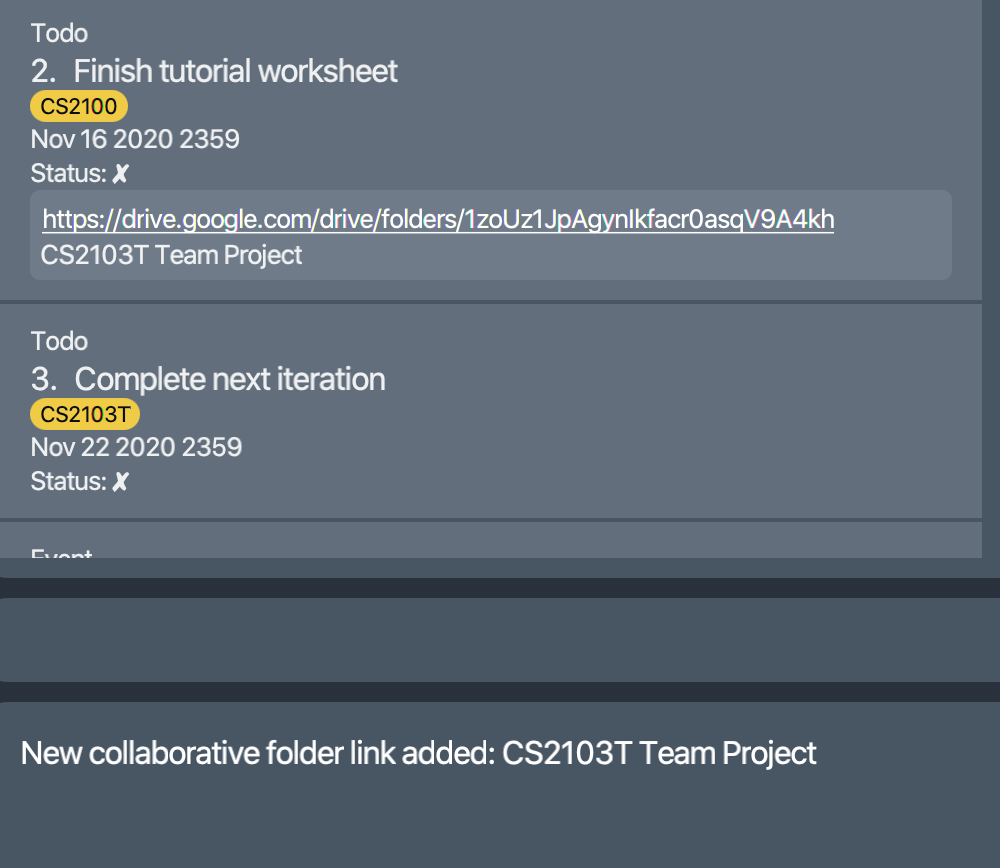 Todo
2. Finish tutorial worksheet
CS2100
Nov 16 2020 2359
Status: ✗
https://drive.google.com/drive/folders/1zoUz1JpAgynIkfacr0asqV9A4kh
CS2103T Team Project
Todo
3. Complete next iteration
CS2103T
Nov 22 2020 2359
Status: ✗
Event
New collaborative folder link added: CS2103T Team Project